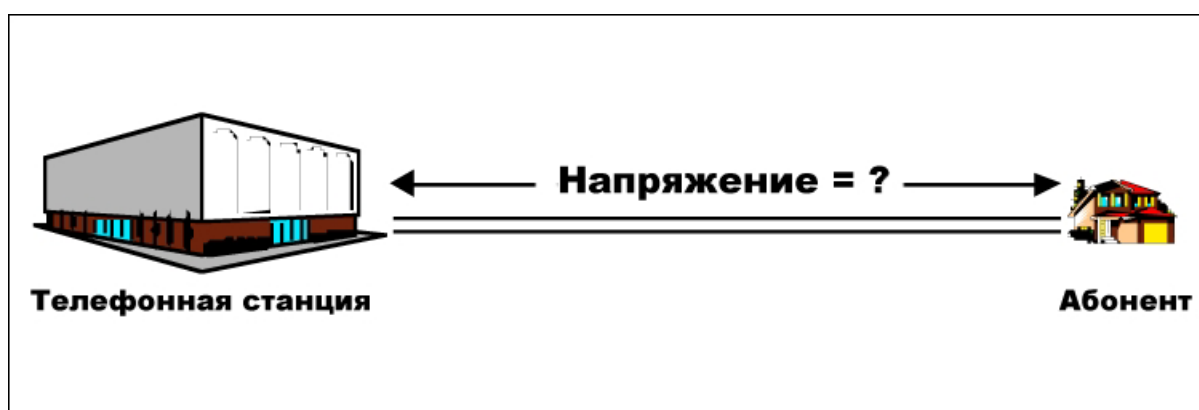 Напряжение = ?
Телефонная станция
Абонент